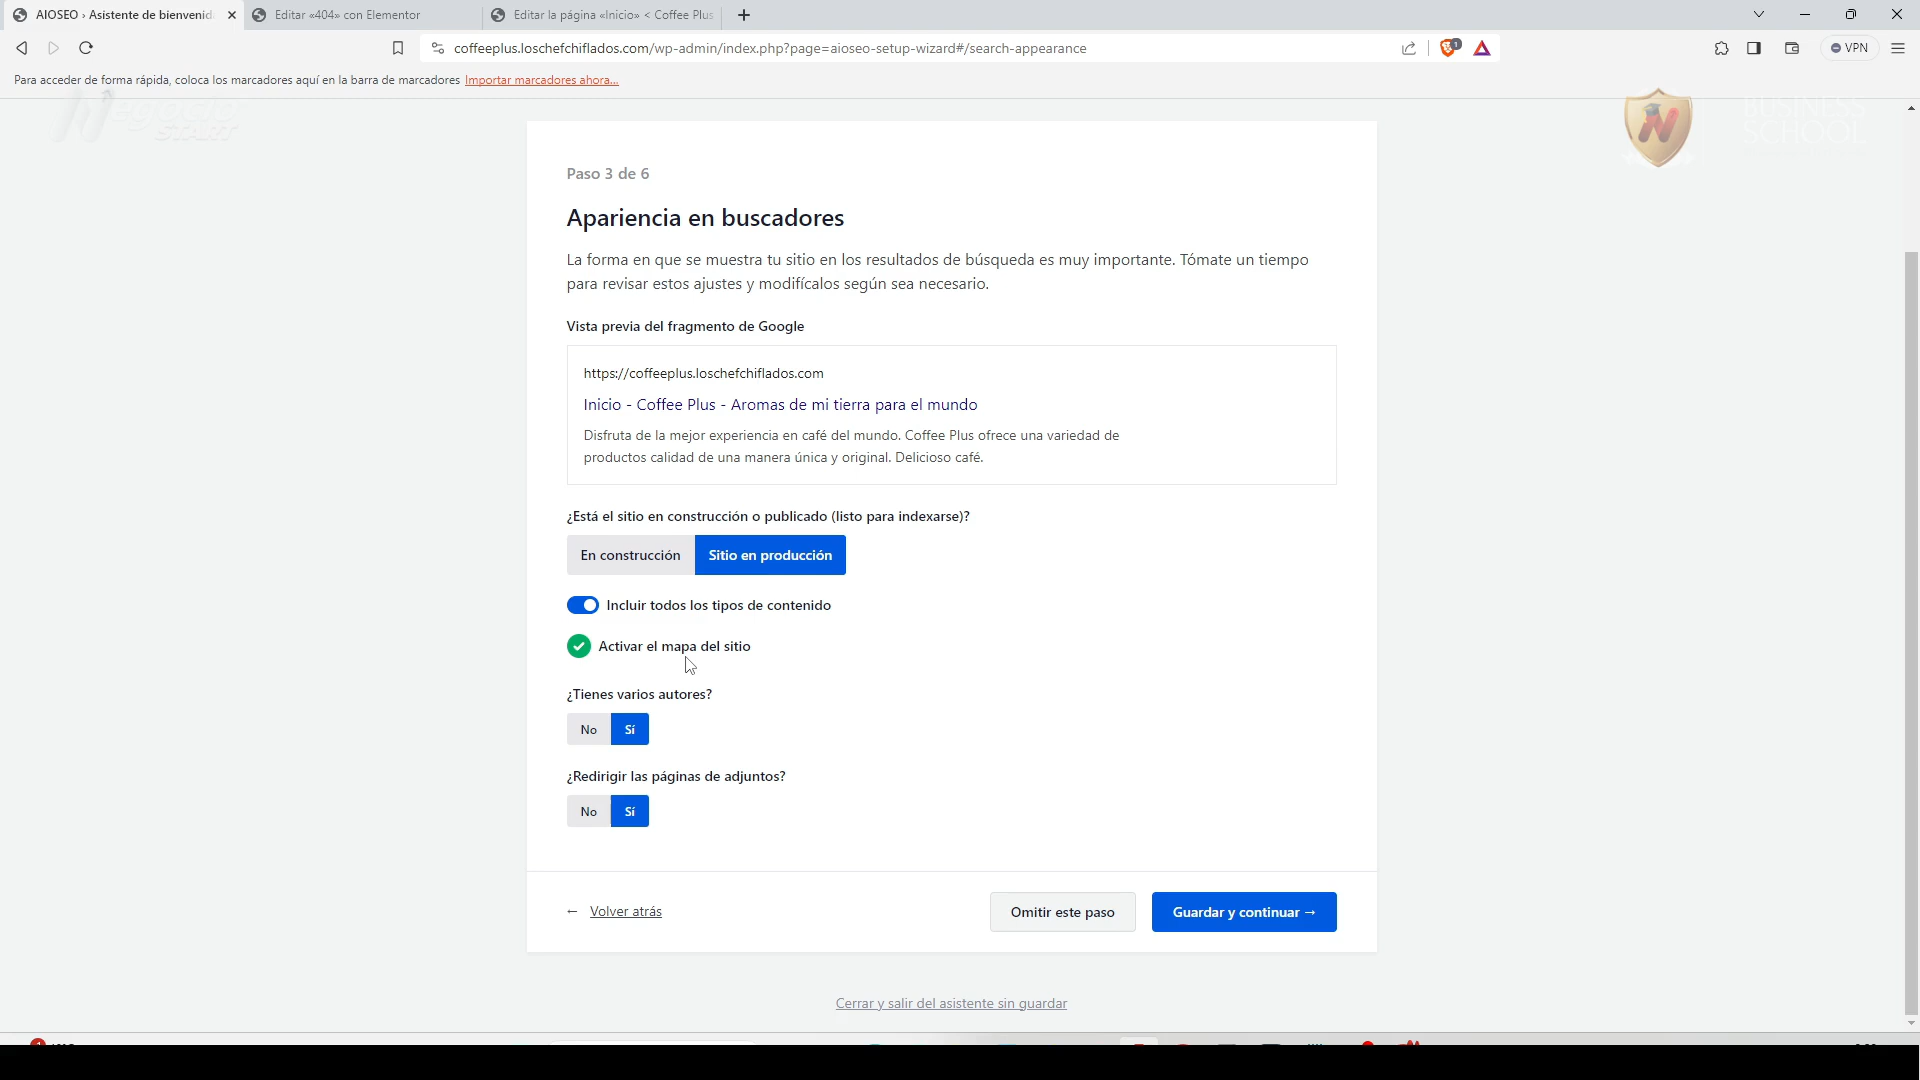 AIOSEO › Asistente de bienvenid
Editar «404» con Elementor
Editar la página «Inicio» < Coffee Plus
coffeeplus.loschefchiflados.com/wp-admin/index.php?page=aioseo-setup-wizard#/search-appearance
VPN
Para acceder de forma rápida, coloca los marcadores aquí en la barra de marcadores Importar marcadores ahora...
Negocio
START
BUSINESS
SCHOOL
Paso 3 de 6
Apariencia en buscadores
La forma en que se muestra tu sitio en los resultados de búsqueda es muy importante. Tómate un tiempo
para revisar estos ajustes y modifícalos según sea necesario.
Vista previa del fragmento de Google
https://coffeeplus.loschefchiflados.com
Inicio - Coffee Plus - Aromas de mi tierra para el mundo
Disfruta de la mejor experiencia en café del mundo. Coffee Plus ofrece una variedad de
productos calidad de una manera única y original. Delicioso café.
¿Está el sitio en construcción o publicado (listo para indexarse)?
En construcción Sitio en producción
Incluir todos los tipos de contenido
Activar el mapa del sitio
¿Tienes varios autores?
No Sí
¿Redirigir las páginas de adjuntos?
No Sí
← Volver atrás
Omitir este paso
Guardar y continuar →
Cerrar y salir del asistente sin guardar